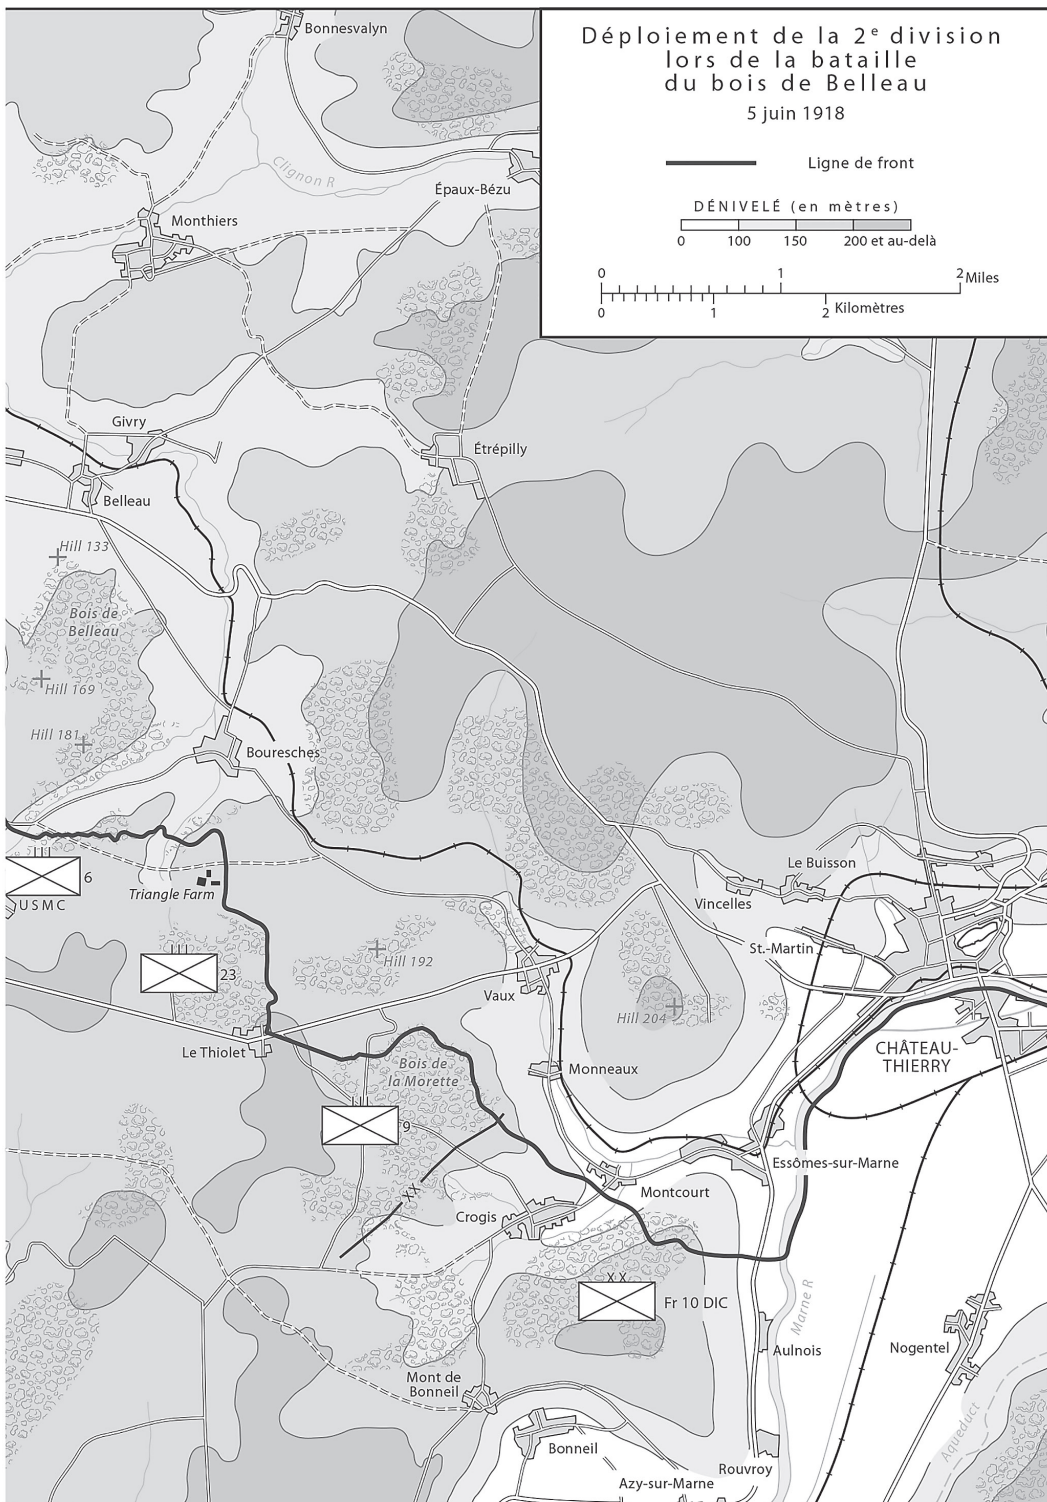 Déploiement de la 2e division
lors de la bataille
du bois de Belleau
5 juin 1918
Ligne de front
DÉNIVELÉ (en mètres)
0 100 150 200 et au-delà
0 1 2 Miles
0 1 2 Kilomètres
Bonnesvalyn
Clignon R
Épaux-Bézu
Monthiers
Givry
Étrépilly
Belleau
Hill 133
Bois de
Belleau
Hill 169
Hill 181
Bouresches
Le Buisson
6
USMC
Triangle Farm
Vincelles
St.-Martin
23
Hill 192
Vaux
Hill 204
Le Thiolet
CHÂTEAU-
THIERRY
Bois de
la Morette
Monneaux
9
Essômes-sur-Marne
XX
Montcourt
Crogis
XX
Fr 10 DIC
Marne R
Aulnois
Nogentel
Mont de
Bonneil
Aqueduct
Bonneil
Rouvroy
Azy-sur-Marne